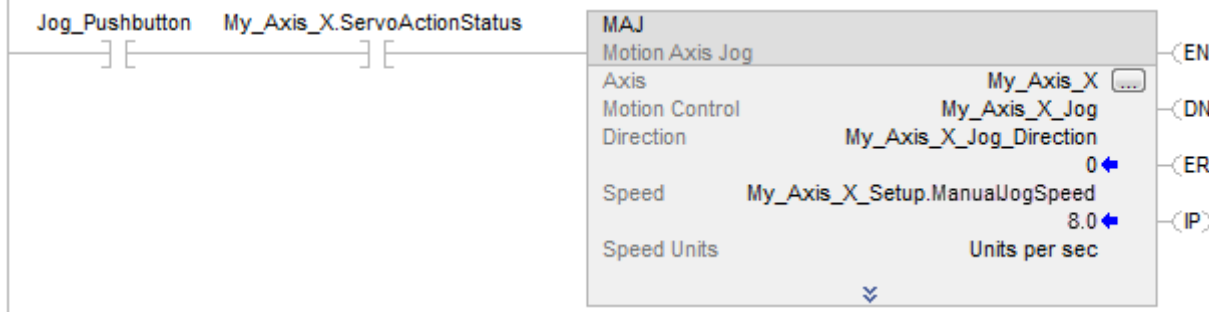 Jog_Pushbutton My_Axis_X.ServoActionStatus
MAJ
Motion Axis Jog
EN
Axis My_Axis_X ...
Motion Control My_Axis_X_Jog
DN
Direction My_Axis_X_Jog_Direction
0
ER
Speed My_Axis_X_Setup.ManualJogSpeed
8.0
IP
Speed Units Units per sec